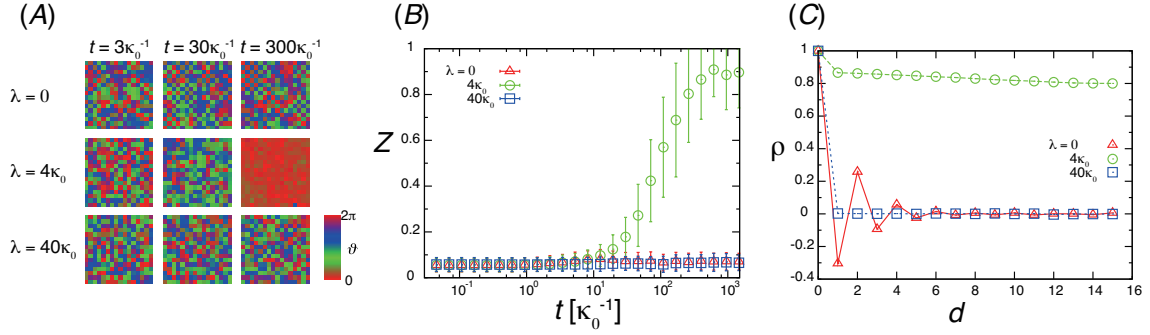 (A)
t = 3κ₀⁻¹ t = 30κ₀⁻¹ t = 300κ₀⁻¹
λ = 0
λ = 4κ₀
λ = 40κ₀
2π
ϑ
0
(B)
1
0.8
0.6
0.4
0.2
0
Z
λ = 0
4κ₀
40κ₀
10⁻¹ 10⁰ 10¹ 10² 10³
t [κ₀⁻¹]
(C)
1
0.8
0.6
0.4
0.2
0
-0.2
-0.4
ρ
λ = 0
4κ₀
40κ₀
0 2 4 6 8 10 12 14 16
d